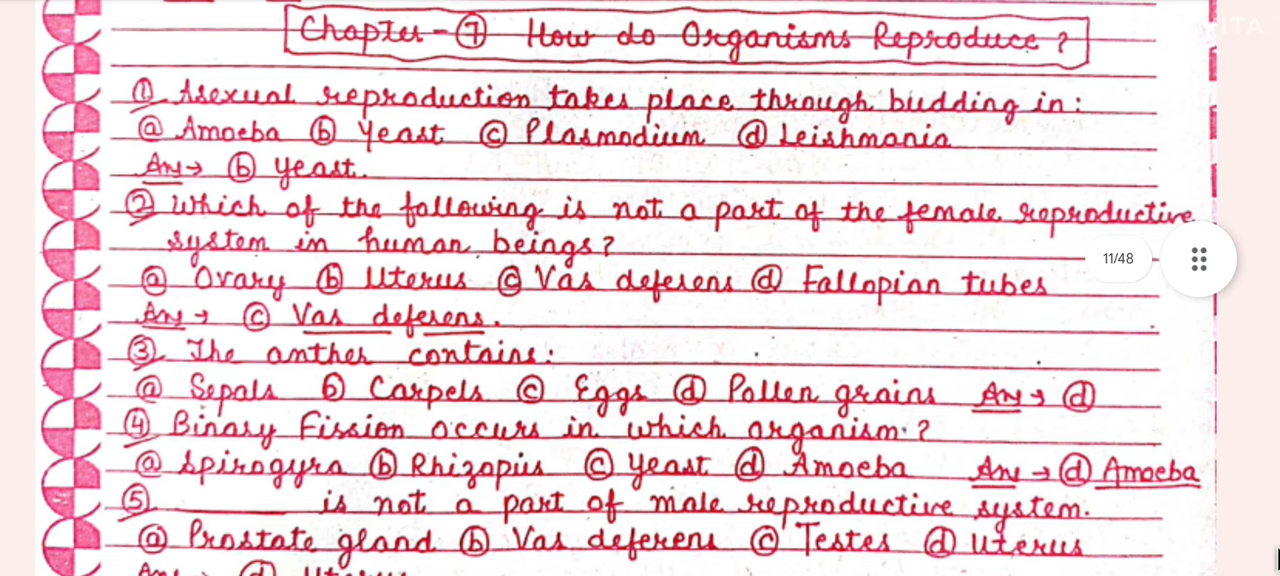 Chapter-⑦ How do Organisms Reproduce?
ITA
① Asexual reproduction takes place through budding in:
ⓐ Amoeba ⓑ yeast ⓒ Plasmodium ⓓ Leishmania
Ans→ ⓑ yeast.
② Which of the following is not a part of the female reproductive
system in human beings?
11/48
ⓐ Ovary ⓑ Uterus ⓒ Vas deferens ⓓ Fallopian tubes
Ans→ ⓒ Vas deferens.
③ The anther contains:
ⓐ Sepals ⓑ Carpels ⓒ Eggs ⓓ Pollen grains Ans→ ⓓ
④ Binary Fission occurs in which organism?
ⓐ Spirogyra ⓑ Rhizopus ⓒ yeast ⓓ Amoeba Ans→ ⓓ Amoeba
⑤ ______ is not a part of male reproductive system.
ⓐ Prostate gland ⓑ Vas deferens ⓒ Testes ⓓ Uterus
Ans→ ⓓ Uterus